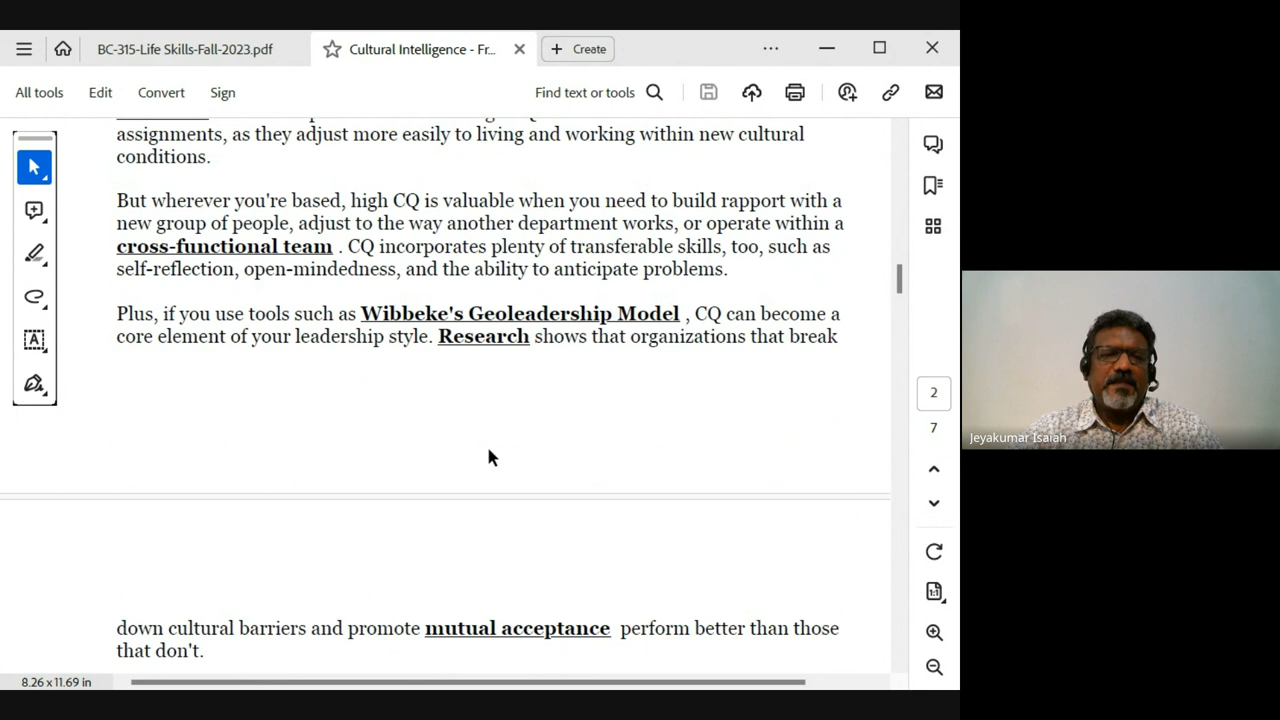 BC-315-Life Skills-Fall-2023.pdf
Cultural Intelligence - Fr...
Create
All tools
Edit
Convert
Sign
Find text or tools
assignments, as they adjust more easily to living and working within new cultural
conditions.
But wherever you're based, high CQ is valuable when you need to build rapport with a
new group of people, adjust to the way another department works, or operate within a
cross-functional team . CQ incorporates plenty of transferable skills, too, such as
self-reflection, open-mindedness, and the ability to anticipate problems.
Plus, if you use tools such as Wibbeke's Geoleadership Model , CQ can become a
core element of your leadership style. Research shows that organizations that break
down cultural barriers and promote mutual acceptance perform better than those
that don't.
2
7
8.26 x 11.69 in
Jeyakumar Isaiah